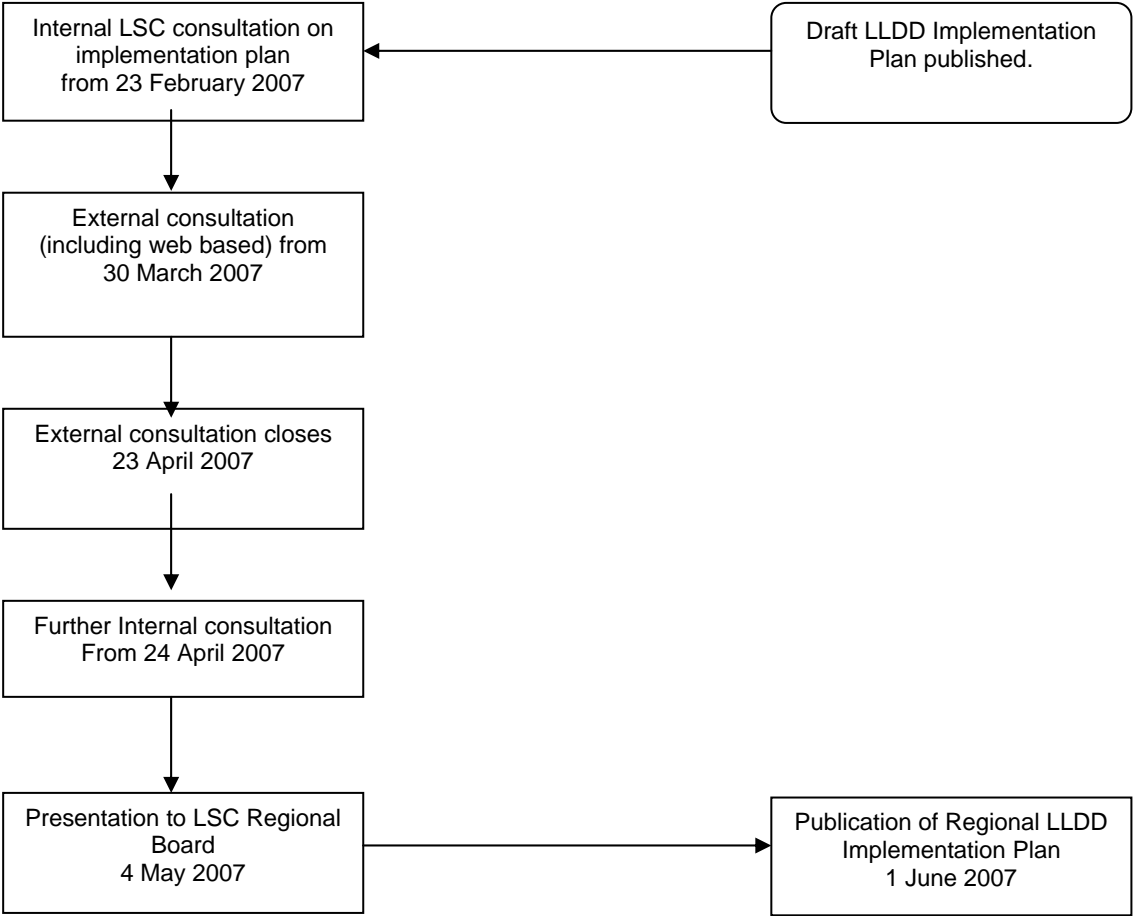 Draft LLDD Implementation
Plan published.
Internal LSC consultation on
implementation plan
from 23 February 2007
External consultation
(including web based) from
30 March 2007
External consultation closes
23 April 2007
Further Internal consultation
From 24 April 2007
Presentation to LSC Regional
Board
4 May 2007
Publication of Regional LLDD
Implementation Plan
1 June 2007